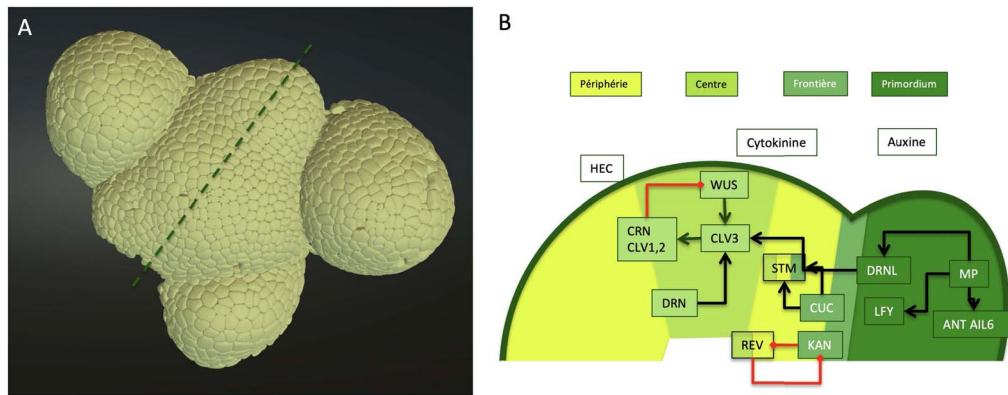 A
B
Périphérie
Centre
Frontière
Primordium
Cytokinine
Auxine
HEC
WUS
CRN
CLV1,2
CLV3
STM
DRNL
MP
DRN
CUC
LFY
ANT AIL6
REV
KAN